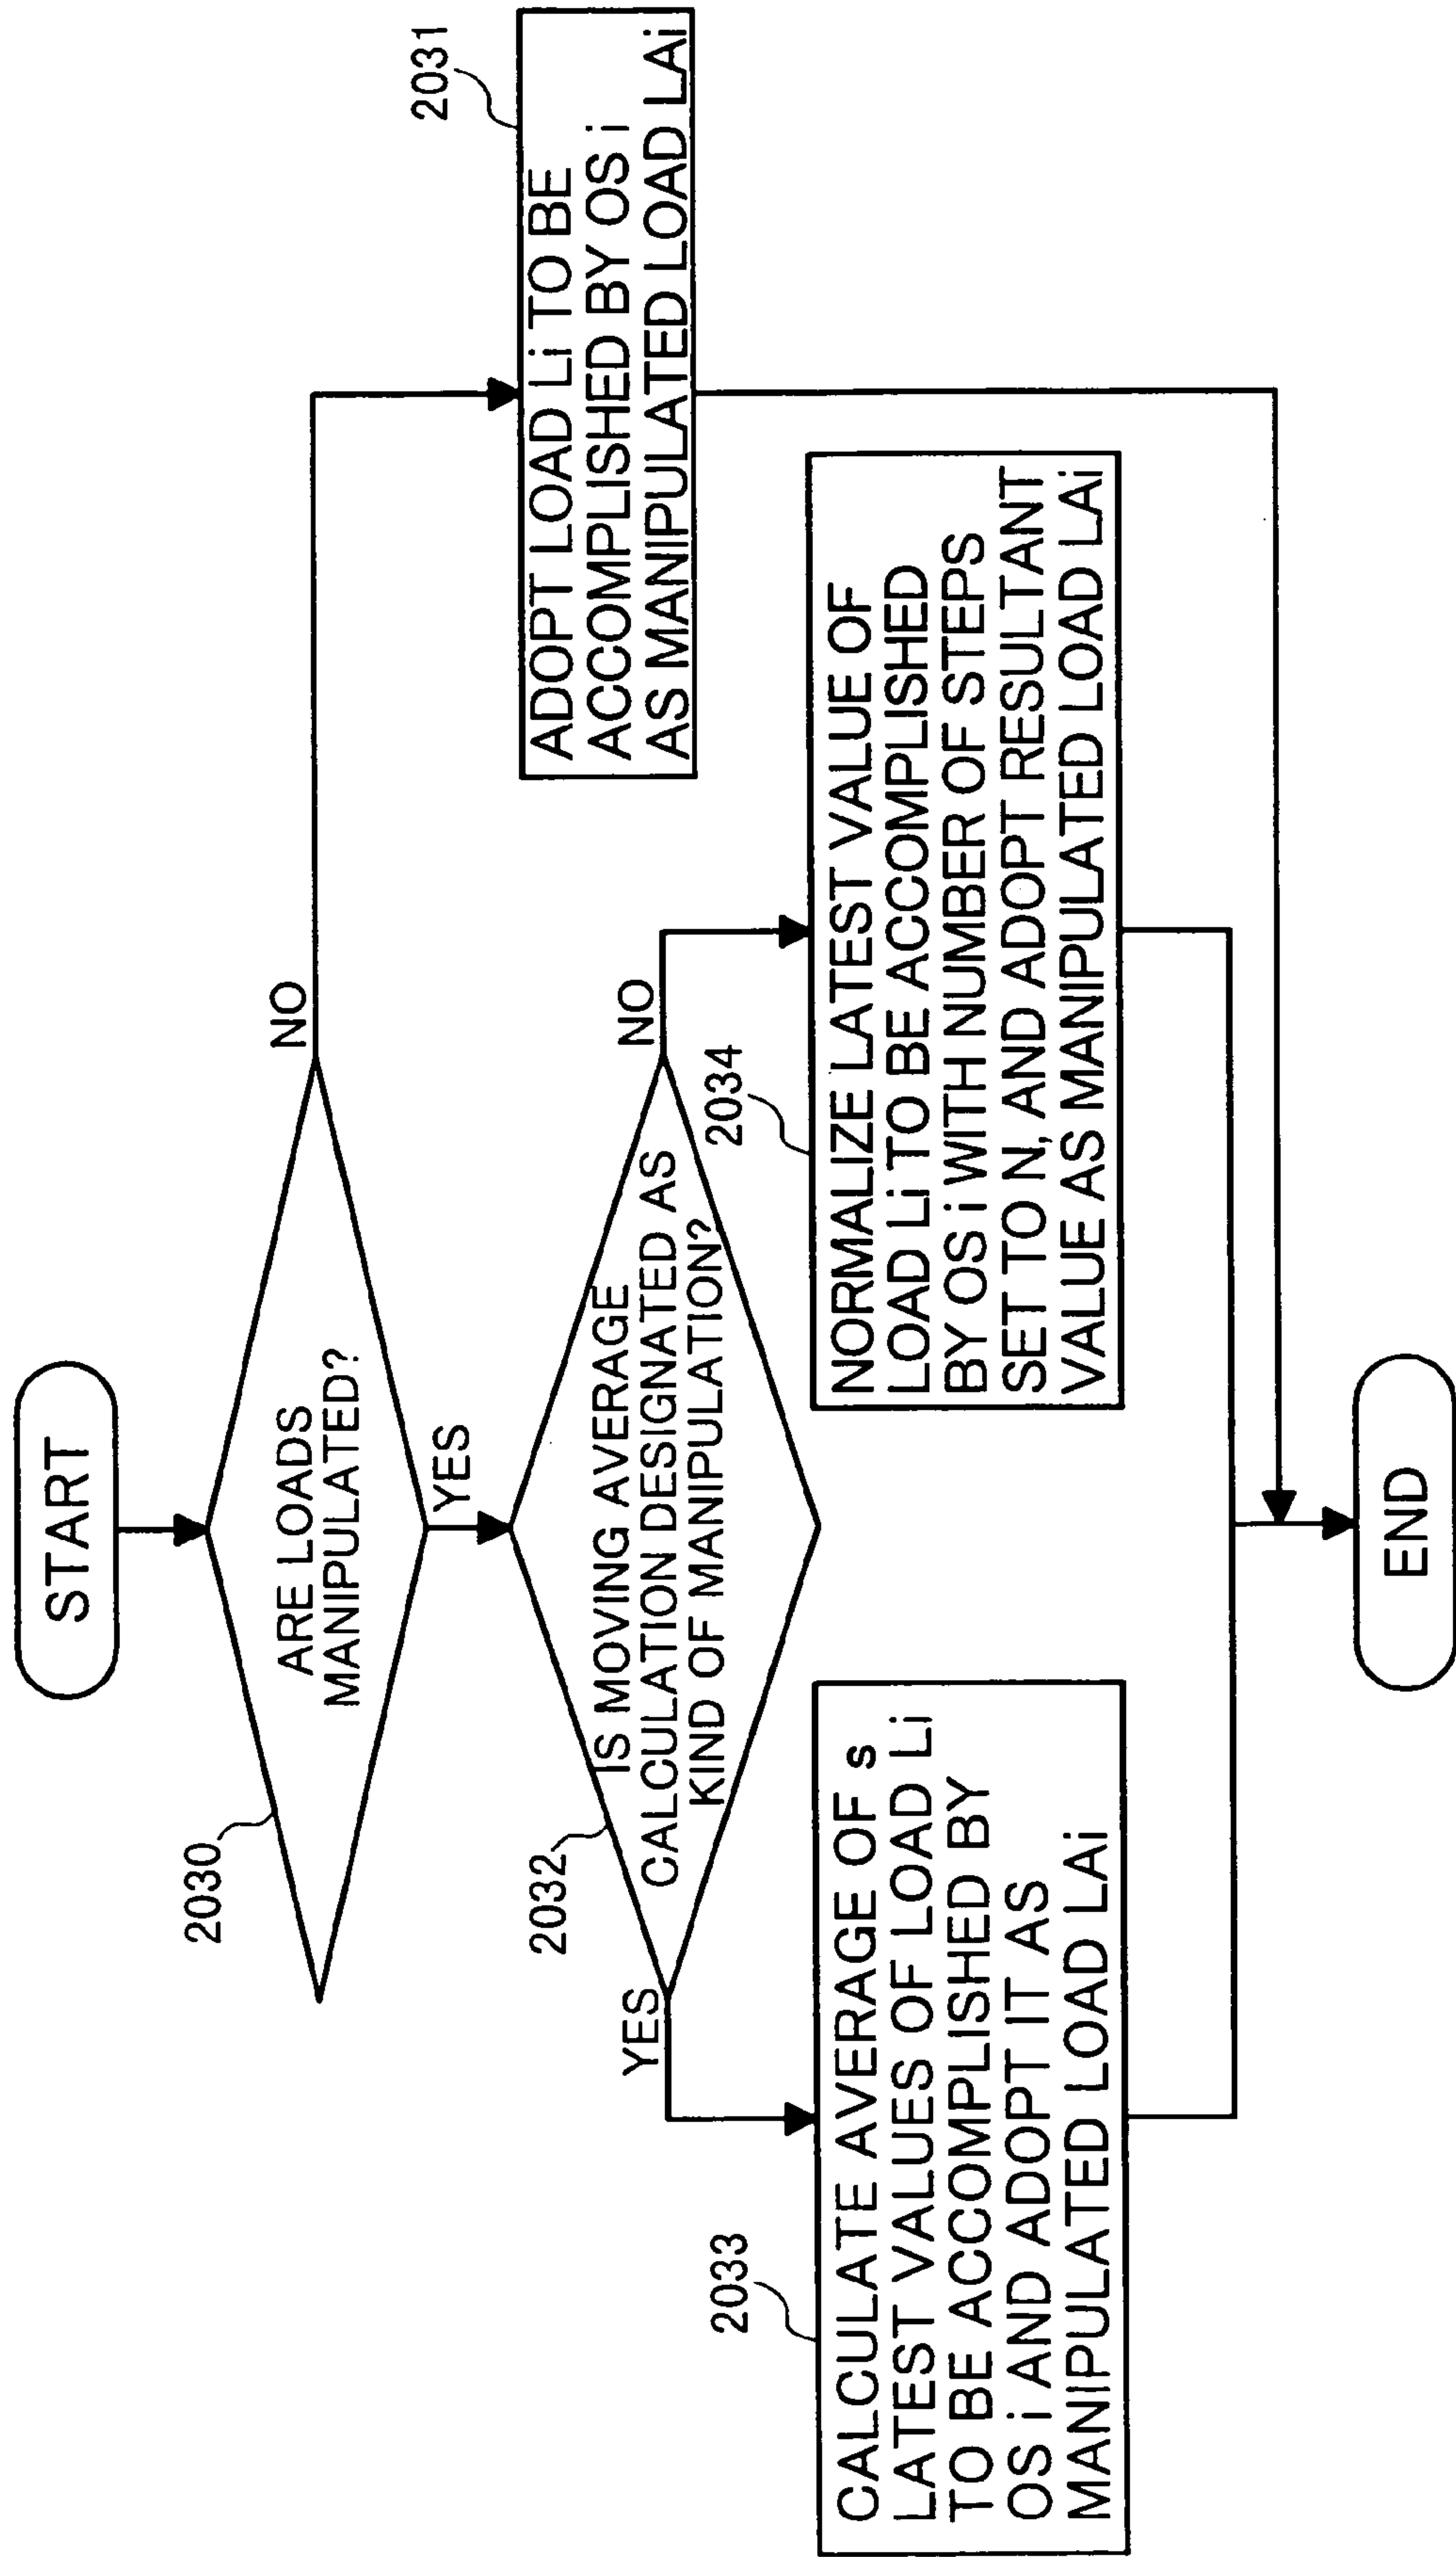 START
2030
ARE LOADS
MANIPULATED?
NO
YES
2031
ADOPT LOAD Li TO BE
ACCOMPLISHED BY OS i
AS MANIPULATED LOAD LAi
2032
IS MOVING AVERAGE
CALCULATION DESIGNATED AS
KIND OF MANIPULATION?
YES
NO
2033
CALCULATE AVERAGE OF s
LATEST VALUES OF LOAD Li
TO BE ACCOMPLISHED BY
OS i AND ADOPT IT AS
MANIPULATED LOAD LAi
2034
NORMALIZE LATEST VALUE OF
LOAD Li TO BE ACCOMPLISHED
BY OS i WITH NUMBER OF STEPS
SET TO N, AND ADOPT RESULTANT
VALUE AS MANIPULATED LOAD LAi
END